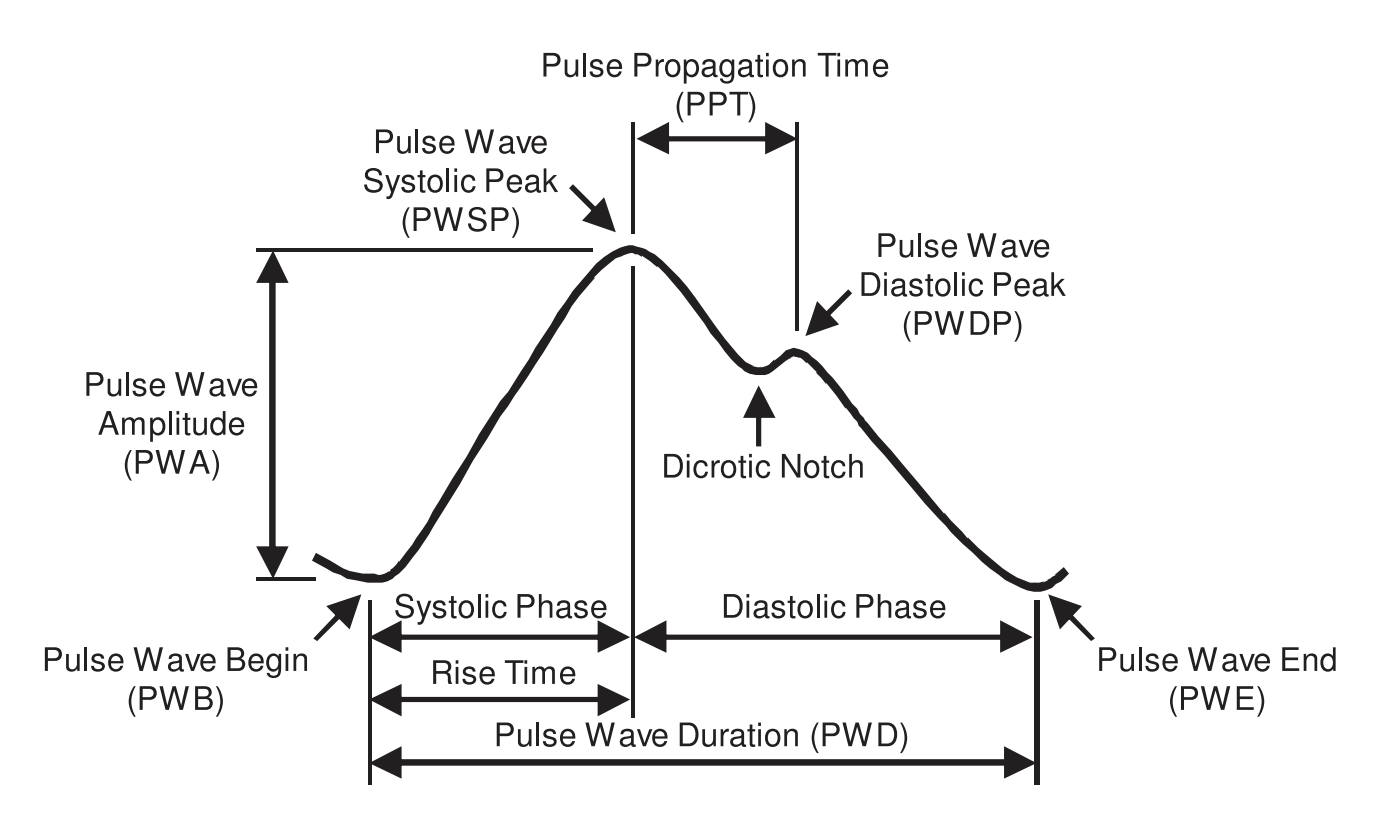 Pulse Propagation Time
(PPT)
Pulse Wave
Systolic Peak
(PWSP)
Pulse Wave
Diastolic Peak
(PWDP)
Pulse Wave
Amplitude
(PWA)
Dicrotic Notch
Systolic Phase
Diastolic Phase
Pulse Wave Begin
(PWB)
Rise Time
Pulse Wave End
(PWE)
Pulse Wave Duration (PWD)